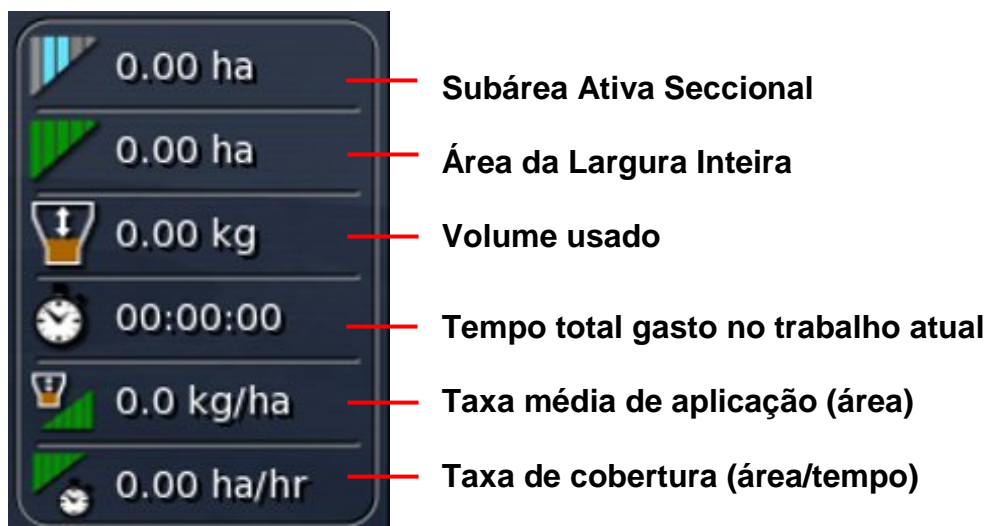 0.00 ha
Subárea Ativa Seccional
0.00 ha
Área da Largura Inteira
0.00 kg
Volume usado
00:00:00
Tempo total gasto no trabalho atual
0.0 kg/ha
Taxa média de aplicação (área)
0.00 ha/hr
Taxa de cobertura (área/tempo)